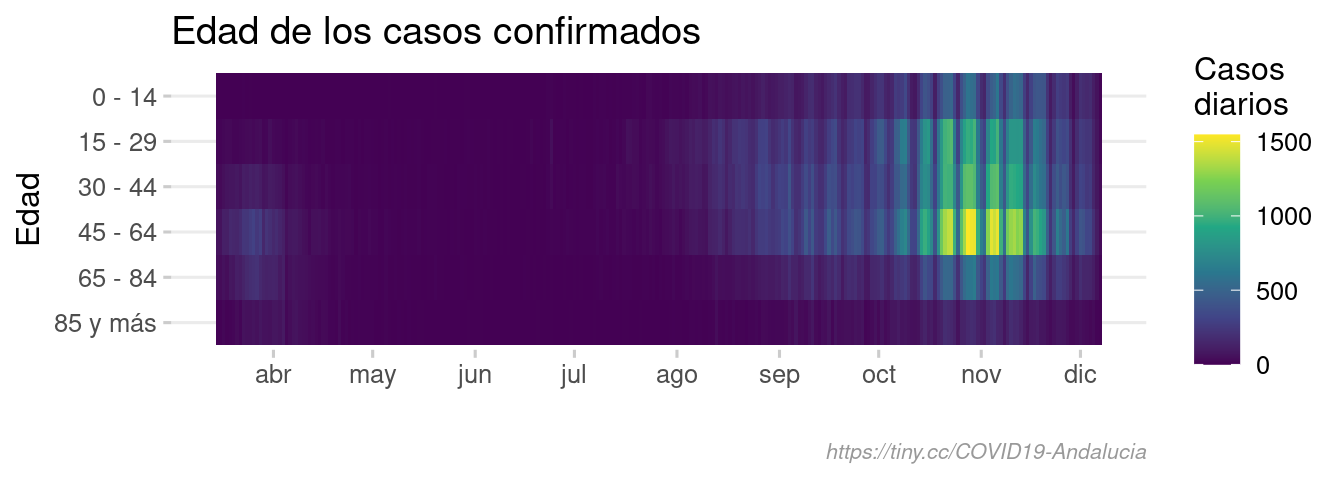 Edad de los casos confirmados
Casos
diarios
Edad
0 - 14
15 - 29
30 - 44
45 - 64
65 - 84
85 y más
1500
1000
500
0
abr may jun jul ago sep oct nov dic
https://tiny.cc/COVID19-Andalucia